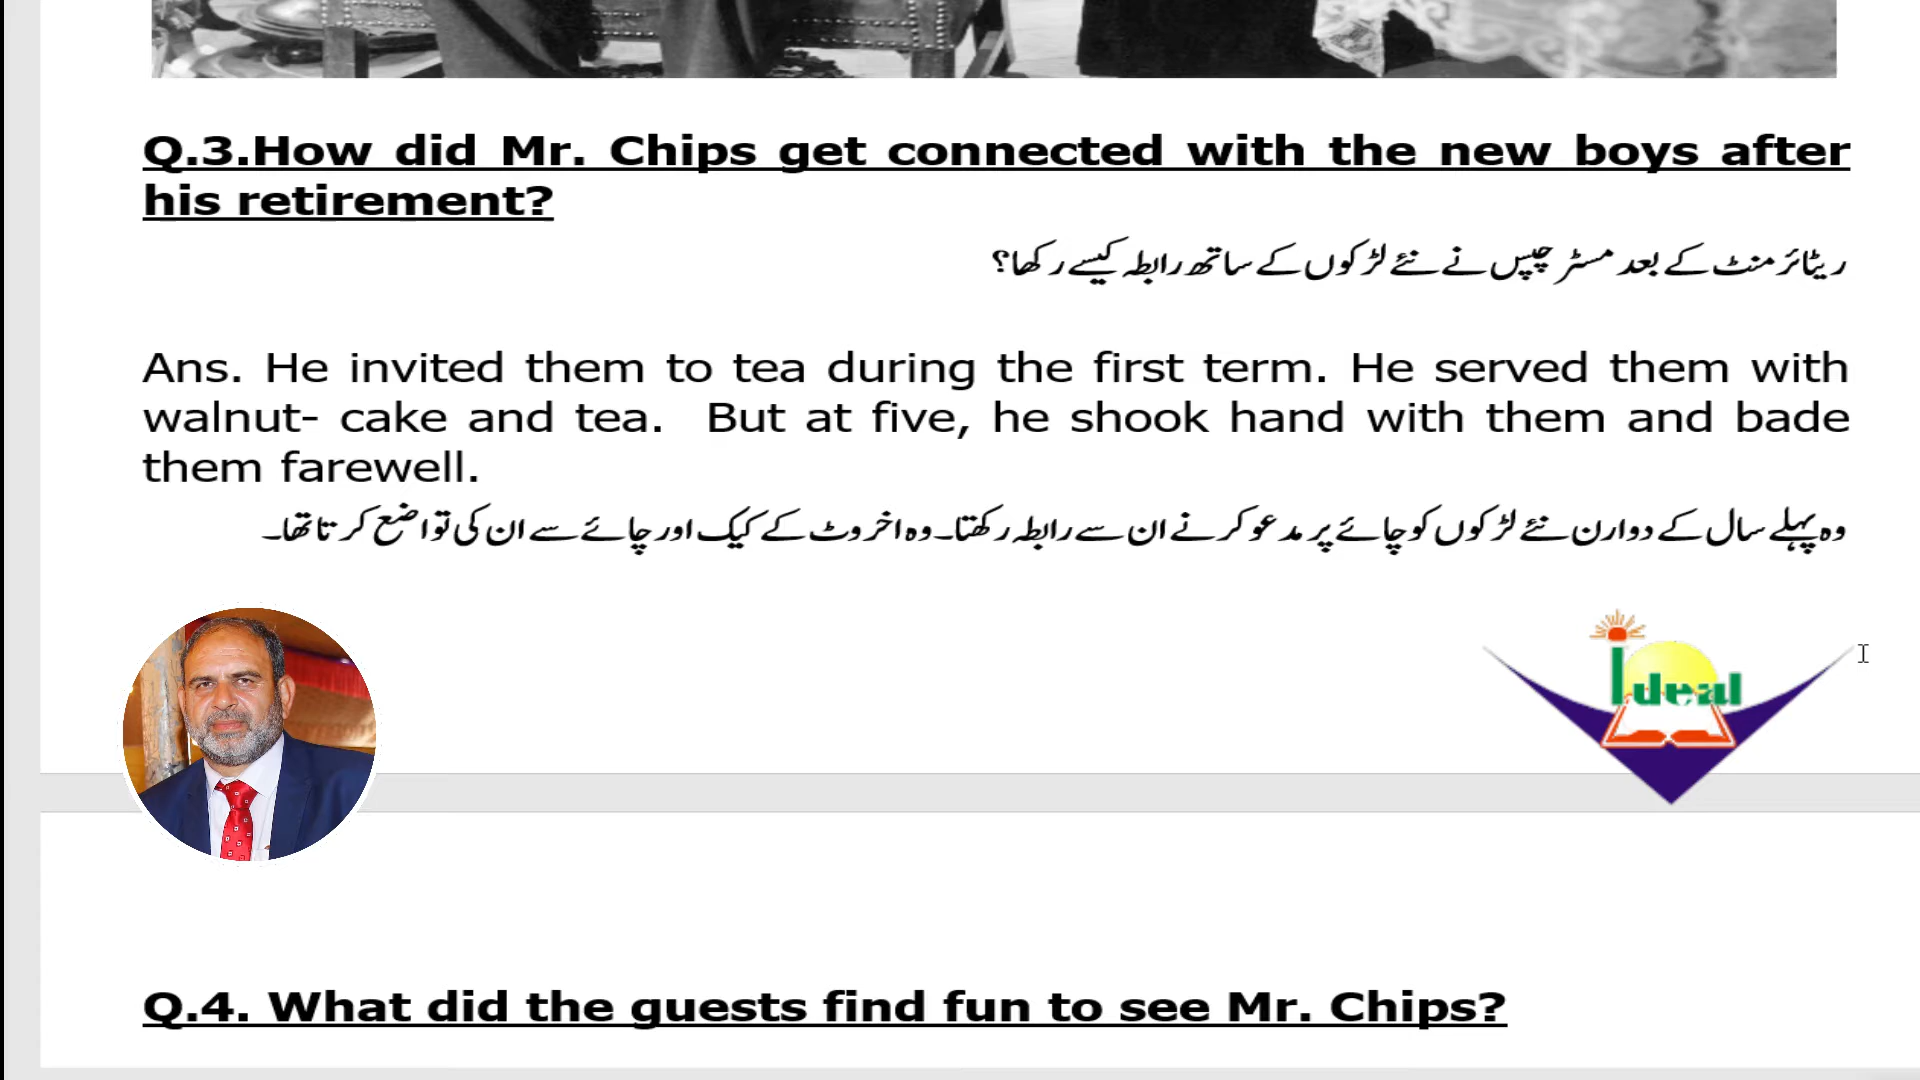 Q.3.How did Mr. Chips get connected with the new boys after
his retirement?
ریٹائرمنٹ کے بعد مسٹر چپس نے نئے لڑکوں کے ساتھ رابطہ کیسے رکھا؟
Ans. He invited them to tea during the first term. He served them with
walnut- cake and tea. But at five, he shook hand with them and bade
them farewell.
وہ پہلے سال کے دوارن نئے لڑکوں کو چائے پر مدعو کرنے ان سے رابطہ رکھتا۔ وہ اخروٹ کے کیک اور چائے سے ان کی تواضع کرتا تھا۔
Ideal
Q.4. What did the guests find fun to see Mr. Chips?